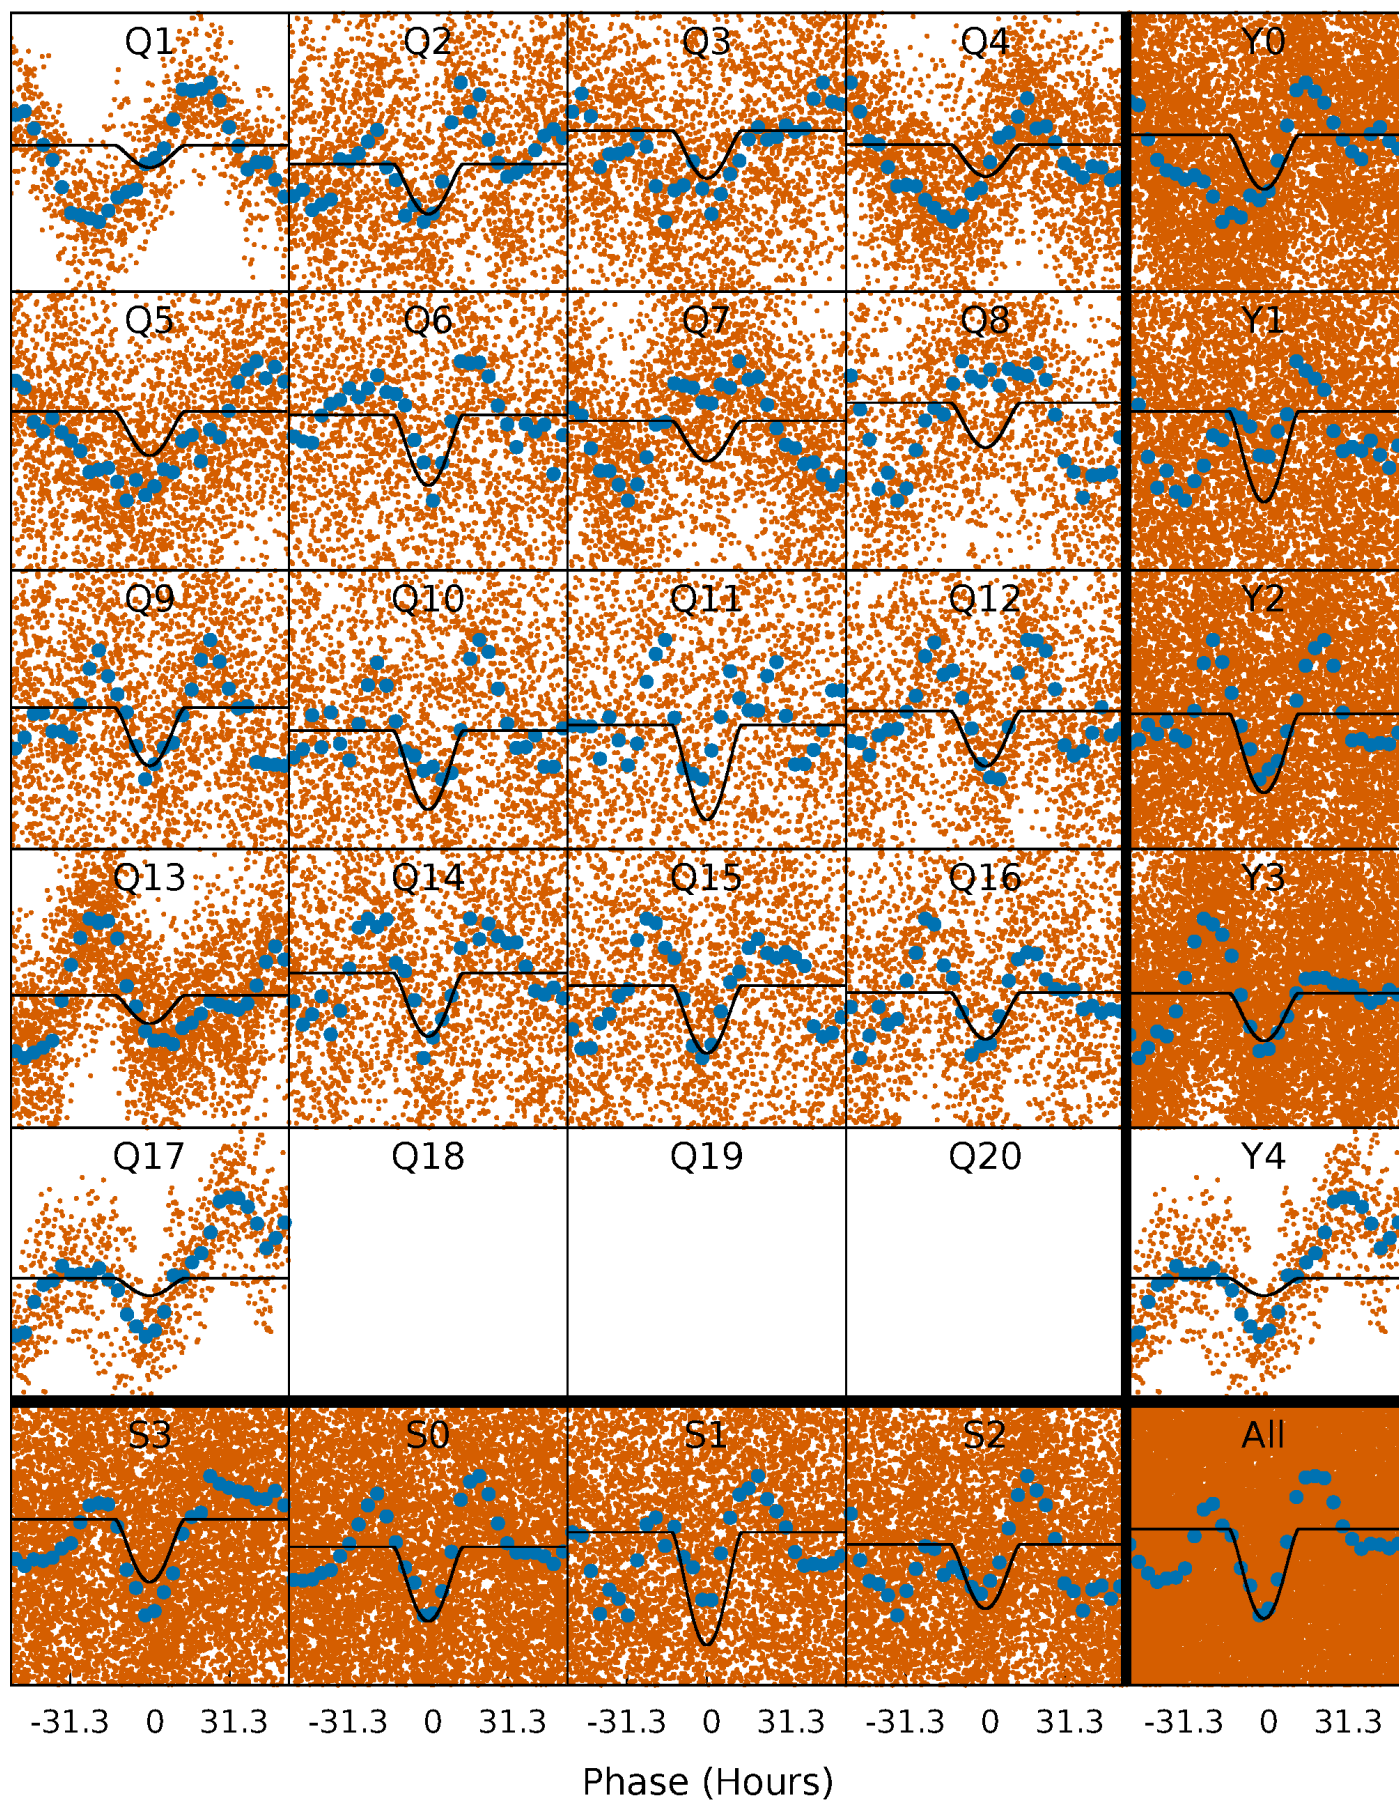 Q1 Q2 Q3 Q4 Y0
Q5 Q6 Q7 Q8 Y1
Q9 Q10 Q11 Q12 Y2
Q13 Q14 Q15 Q16 Y3
Q17 Q18 Q19 Q20 Y4
S3 S0 S1 S2 All
-31.3 0 31.3 -31.3 0 31.3 -31.3 0 31.3 -31.3 0 31.3 -31.3 0 31.3
Phase (Hours)